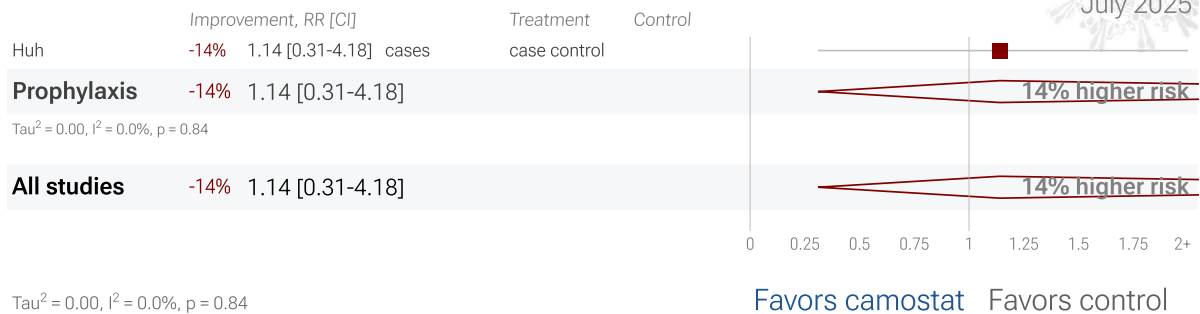 July 2025
Improvement, RR [CI] Treatment Control
Huh -14% 1.14 [0.31-4.18] cases case control
Prophylaxis -14% 1.14 [0.31-4.18] 14% higher risk
Tau² = 0.00, I² = 0.0%, p = 0.84
All studies -14% 1.14 [0.31-4.18] 14% higher risk
0 0.25 0.5 0.75 1 1.25 1.5 1.75 2+
Tau² = 0.00, I² = 0.0%, p = 0.84 Favors camostat Favors control